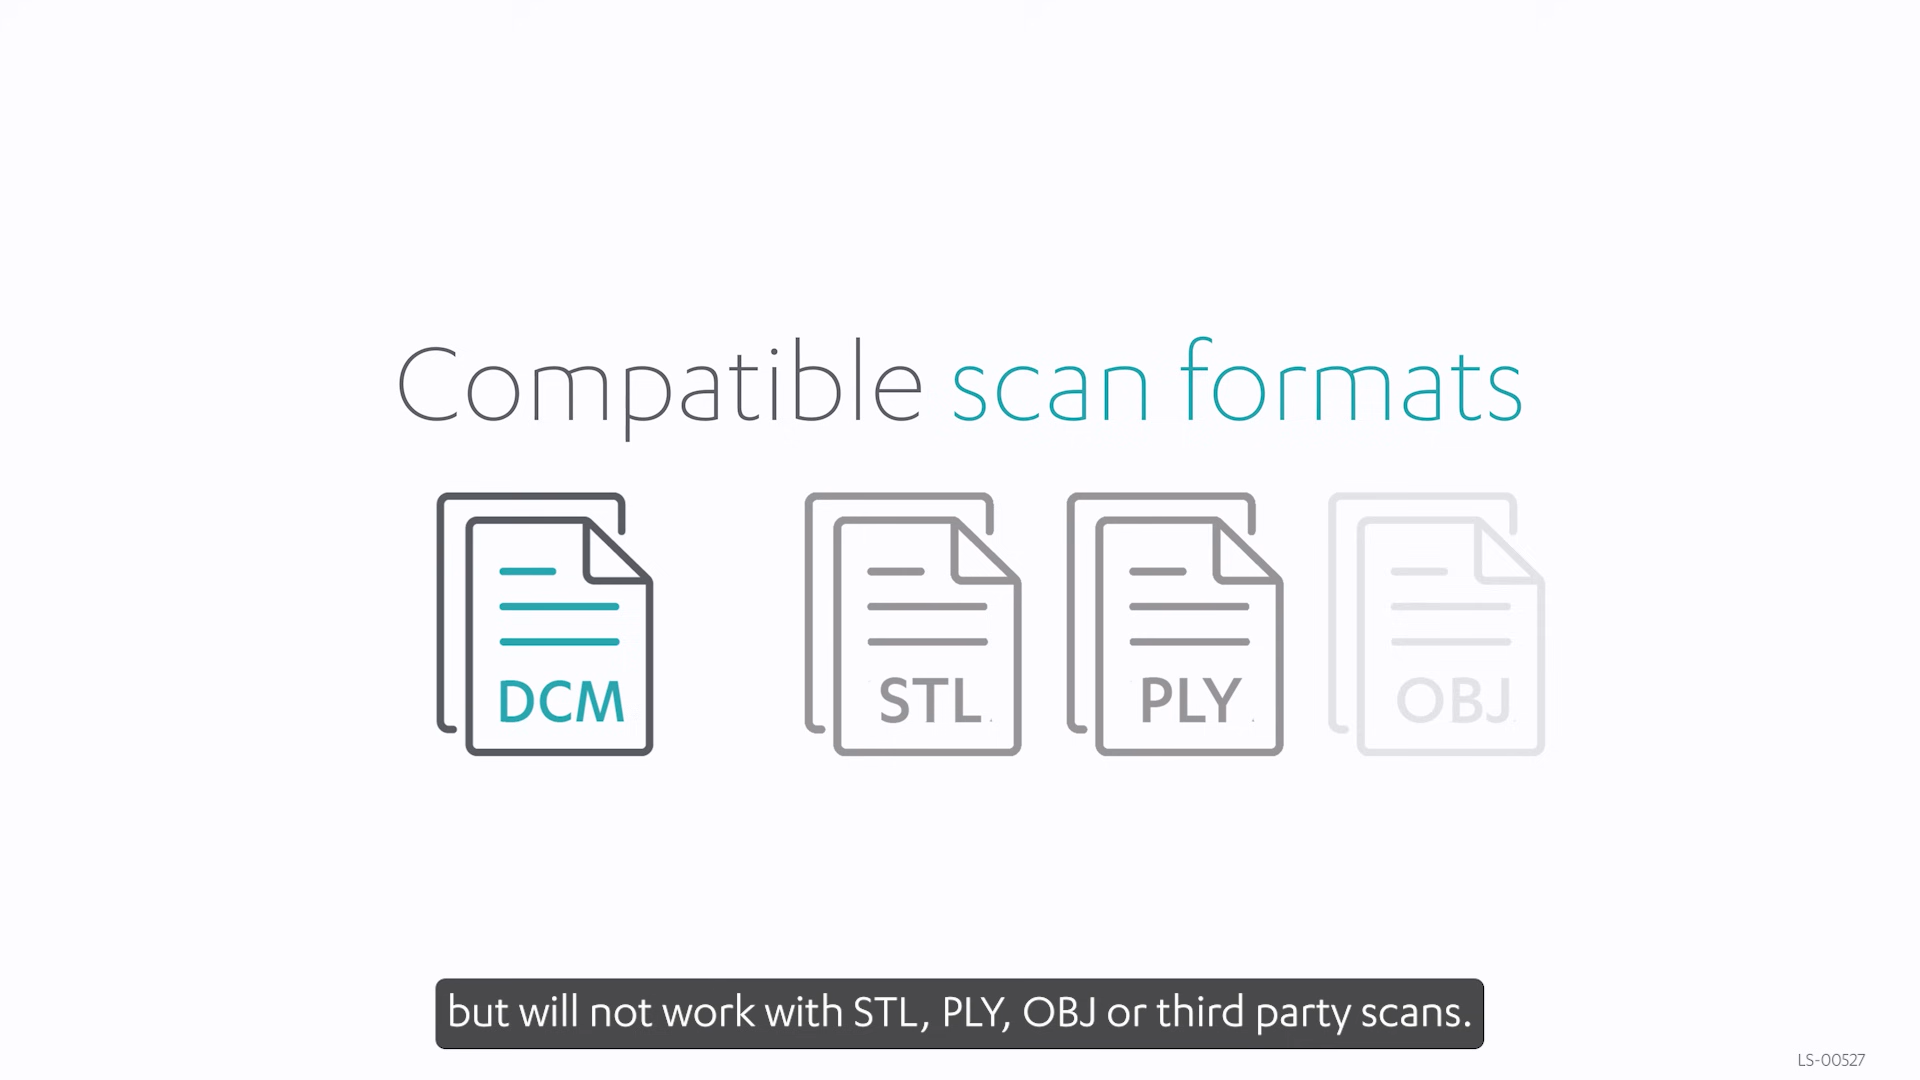 Compatible scan formats
DCM
STL
PLY
OBJ
but will not work with STL, PLY, OBJ or third party scans.
LS-00527